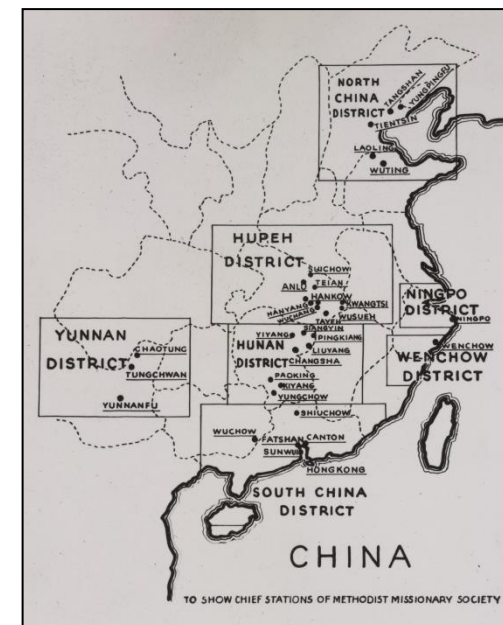 NORTH
CHINA
DISTRICT
TANGSHAN
YUNGPINGFU
TIENTSIN
LAOLING
WUTING
HUPEH
DISTRICT
SUICHOW
ANLU
TEIAN
HANKOW
HANYANG
WUCHANG
KWANGTSI
WUSUEH
TAYEH
NINGPO
DISTRICT
NINGPO
WENCHOW
WENCHOW
DISTRICT
YUNNAN
DISTRICT
CHAOTUNG
TUNGCHWAN
YUNNANFU
YIYANG
SIANGYIN
PINGKIANG
HUNAN
DISTRICT
LIUYANG
CHANGSHA
PAOKING
KIYANG
YUNGCHOW
SHIUCHOW
WUCHOW
FATSHAN
CANTON
SUNWUI
HONGKONG
SOUTH CHINA
DISTRICT
CHINA
TO SHOW CHIEF STATIONS OF METHODIST MISSIONARY SOCIETY